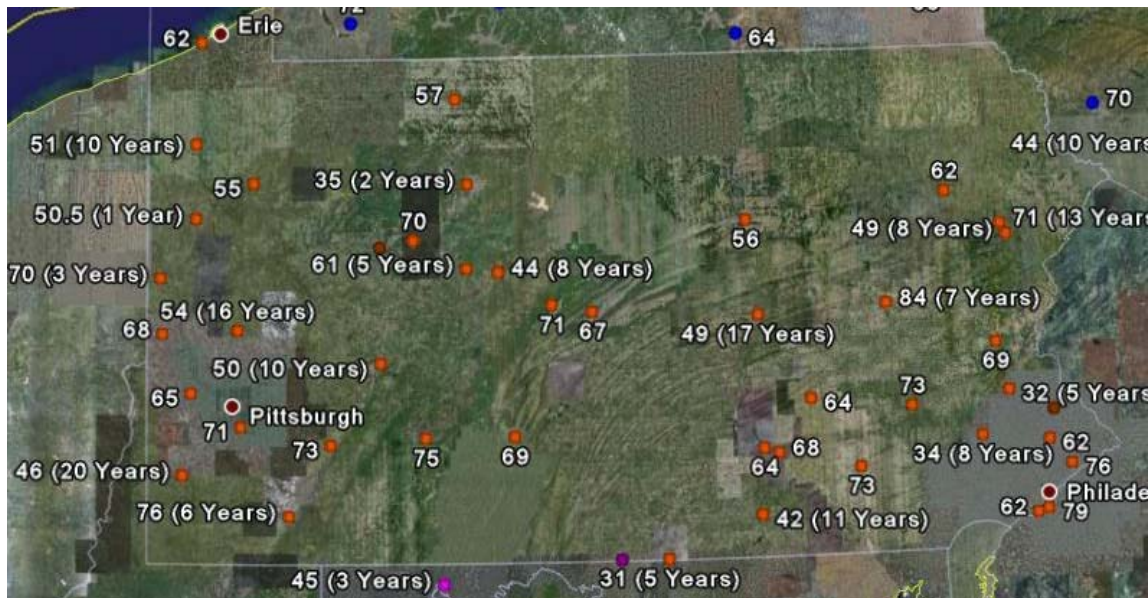 72
Erie
62
64
57
70
51 (10 Years)
44 (10 Years
55
35 (2 Years)
62
50.5 (1 Year)
70
56
49 (8 Years)
71 (13 Years
70 (3 Years)
61 (5 Years)
44 (8 Years)
54 (16 Years)
71
67
84 (7 Years)
68
49 (17 Years)
69
50 (10 Years)
65
64
73
32 (5 Years
Pittsburgh
71
73
75
69
68
64
34 (8 Years)
62
46 (20 Years)
73
76
Philade
76 (6 Years)
42 (11 Years)
62
79
45 (3 Years)
31 (5 Years)